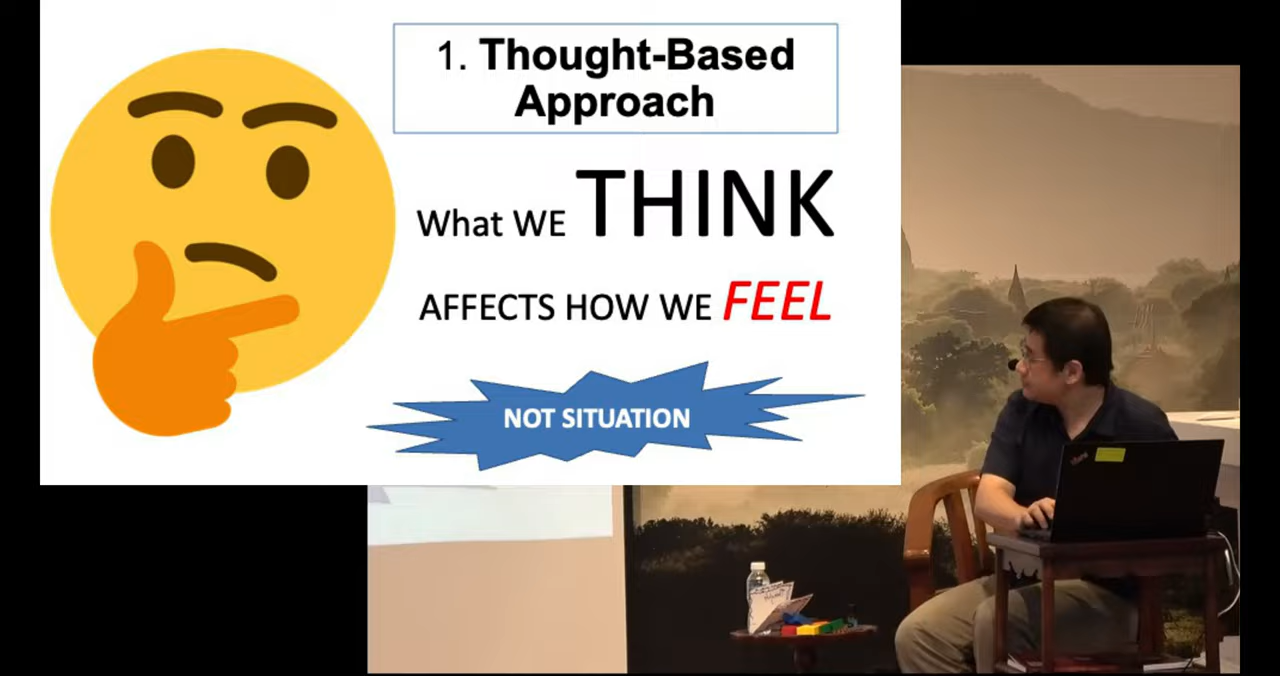 1. Thought-Based
Approach
What WE THINK
AFFECTS HOW WE FEEL
NOT SITUATION